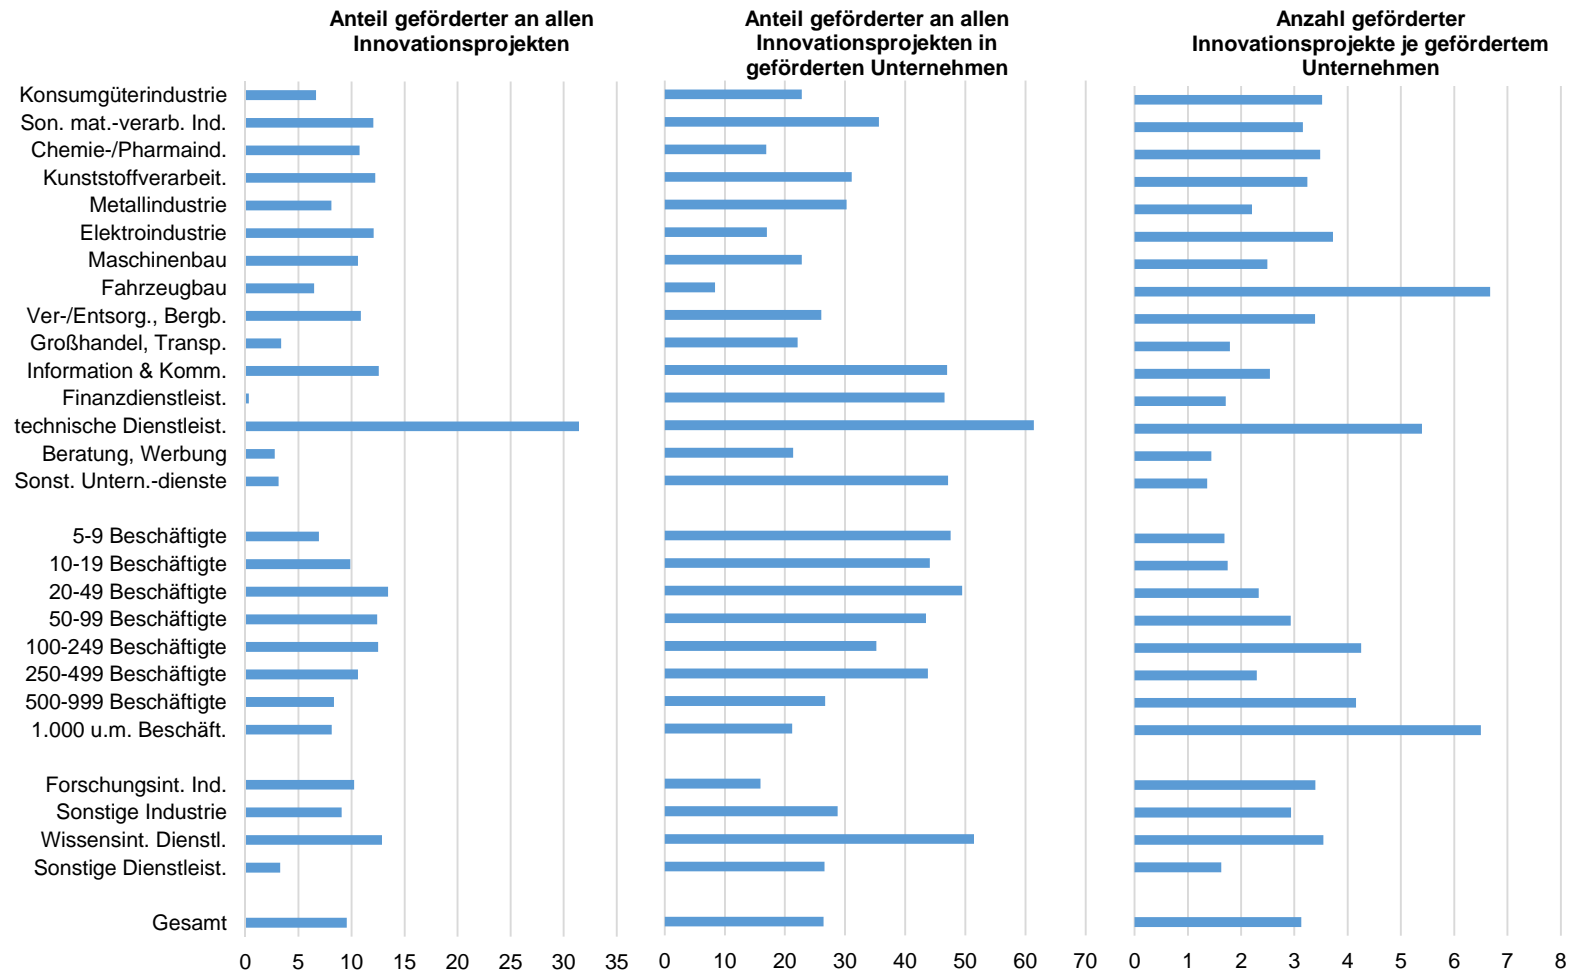 Anteil geförderter an allen
Innovationsprojekten
Anteil geförderter an allen
Innovationsprojekten in
geförderten Unternehmen
Anzahl geförderter
Innovationsprojekte je gefördertem
Unternehmen
Konsumgüterindustrie
Son. mat.-verarb. Ind.
Chemie-/Pharmaind.
Kunststoffverarbeit.
Metallindustrie
Elektroindustrie
Maschinenbau
Fahrzeugbau
Ver-/Entsorg., Bergb.
Großhandel, Transp.
Information & Komm.
Finanzdienstleist.
technische Dienstleist.
Beratung, Werbung
Sonst. Untern.-dienste
5-9 Beschäftigte
10-19 Beschäftigte
20-49 Beschäftigte
50-99 Beschäftigte
100-249 Beschäftigte
250-499 Beschäftigte
500-999 Beschäftigte
1.000 u.m. Beschäft.
Forschungsint. Ind.
Sonstige Industrie
Wissensint. Dienstl.
Sonstige Dienstleist.
Gesamt
0 5 10 15 20 25 30 35
0 10 20 30 40 50 60 70
0 1 2 3 4 5 6 7 8